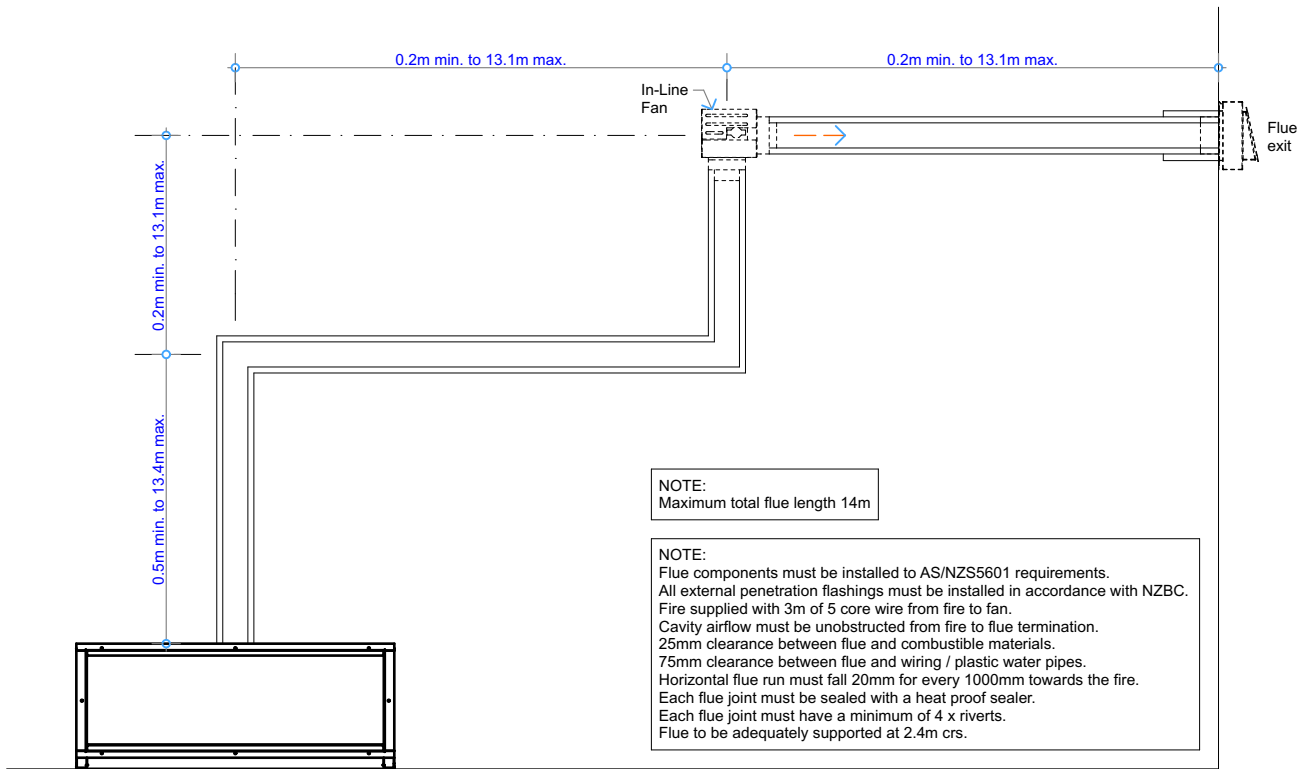 0.2m min. to 13.1m max.
0.2m min. to 13.1m max.
In-Line
Fan
Flue
exit
0.2m min. to 13.1m max.
0.5m min. to 13.4m max.
NOTE:
Maximum total flue length 14m
NOTE:
Flue components must be installed to AS/NZS5601 requirements.
All external penetration flashings must be installed in accordance with NZBC.
Fire supplied with 3m of 5 core wire from fire to fan.
Cavity airflow must be unobstructed from fire to flue termination.
25mm clearance between flue and combustible materials.
75mm clearance between flue and wiring / plastic water pipes.
Horizontal flue run must fall 20mm for every 1000mm towards the fire.
Each flue joint must be sealed with a heat proof sealer.
Each flue joint must have a minimum of 4 x riverts.
Flue to be adequately supported at 2.4m crs.